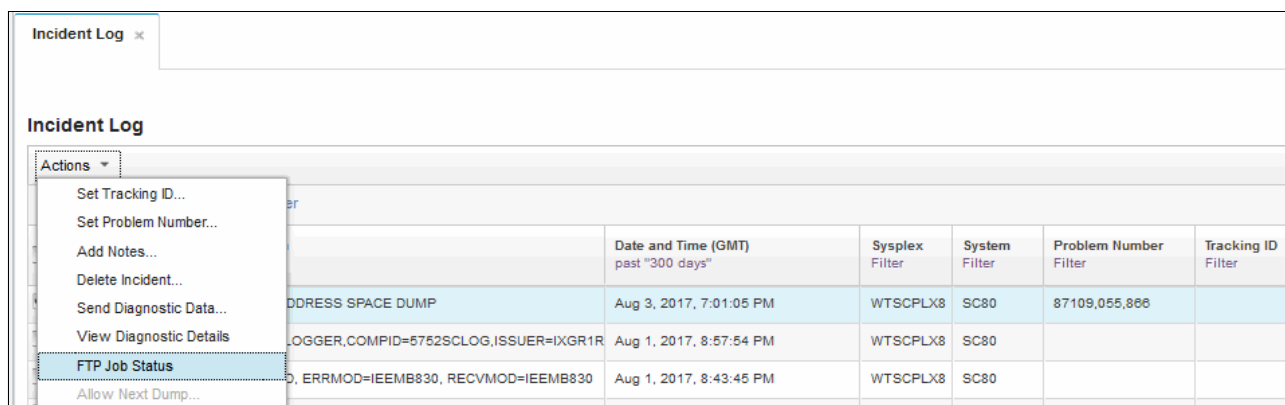 Incident Log ×
Incident Log
Actions
Set Tracking ID...
Set Problem Number...
Add Notes...
Delete Incident...
Send Diagnostic Data...
View Diagnostic Details
FTP Job Status
Allow Next Dump...
er
Date and Time (GMT) Sysplex System Problem Number Tracking ID
past "300 days" Filter Filter Filter Filter
DDRESS SPACE DUMP Aug 3, 2017, 7:01:05 PM WTSCPLX8 SC80 87109,055,866
LOGGER,COMPID=5752SCLOG,ISSUER=IXGR1R Aug 1, 2017, 8:57:54 PM WTSCPLX8 SC80
D, ERRMOD=IEEMB830, RECVMOD=IEEMB830 Aug 1, 2017, 8:43:45 PM WTSCPLX8 SC80